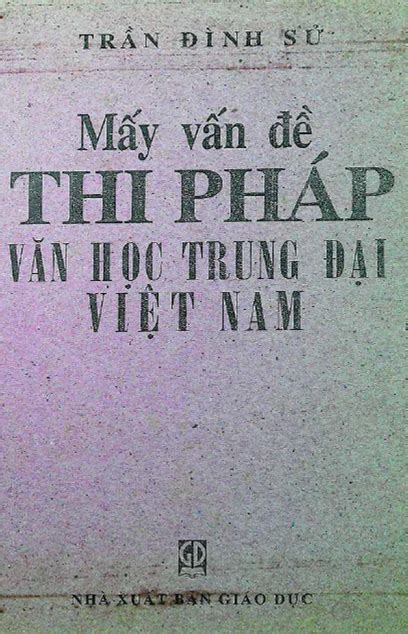 TRẦN ĐÌNH SỬ
Mấy vấn đề
THI PHÁP
VĂN HỌC TRUNG ĐẠI
VIỆT NAM
GD
NHÀ XUẤT BẢN GIÁO DỤC